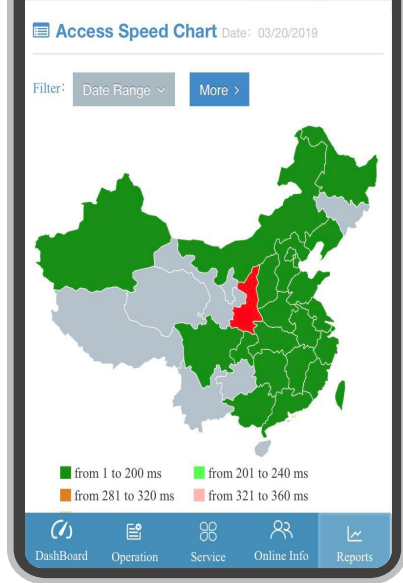 Access Speed Chart Date: 03/20/2019
Filter: Date Range More >
from 1 to 200 ms from 201 to 240 ms
from 281 to 320 ms from 321 to 360 ms
DashBoard Operation Service Online Info Reports